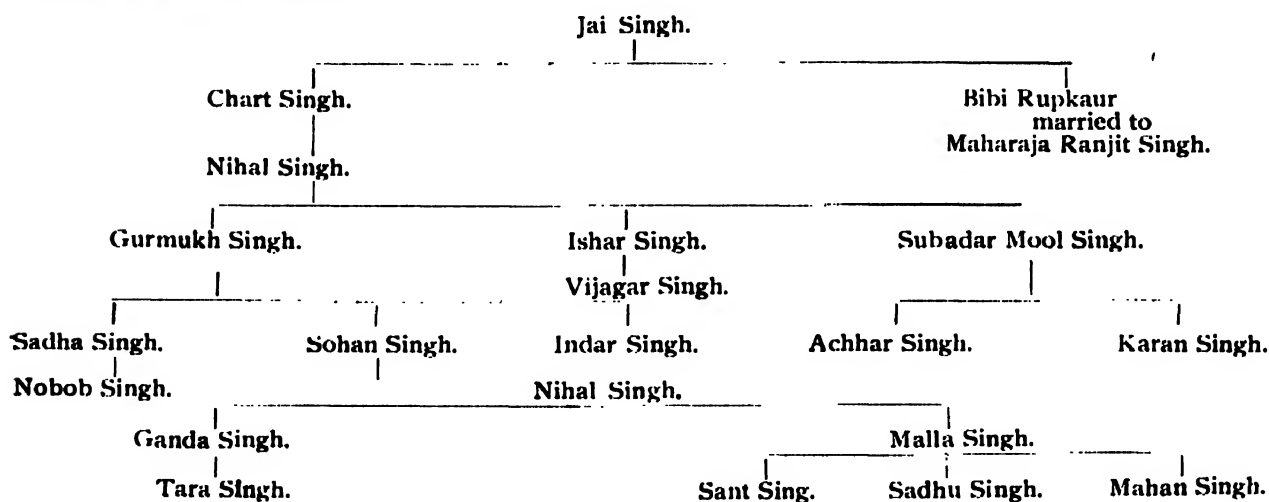 Jai Singh.
Chart Singh. Bibi Rupkaur
married to
Maharaja Ranjit Singh.
Nihal Singh.
Gurmukh Singh. Ishar Singh. Subadar Mool Singh.
Vijagar Singh.
Sadha Singh. Sohan Singh. Indar Singh. Achhar Singh. Karan Singh.
Nobob Singh. Nihal Singh.
Ganda Singh. Malla Singh.
Tara Singh. Sant Sing. Sadhu Singh. Mahan Singh.